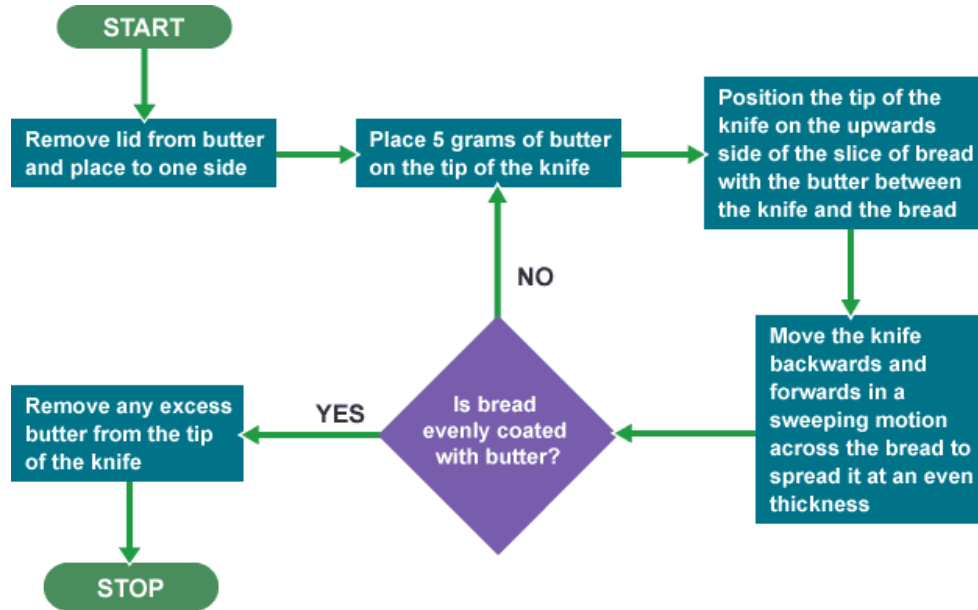 START
Remove lid from butter
and place to one side
Place 5 grams of butter
on the tip of the knife
Position the tip of the
knife on the upwards
side of the slice of bread
with the butter between
the knife and the bread
Move the knife
backwards and
forwards in a
sweeping motion
across the bread to
spread it at an even
thickness
Is bread
evenly coated
with butter?
NO
YES
Remove any excess
butter from the tip
of the knife
STOP